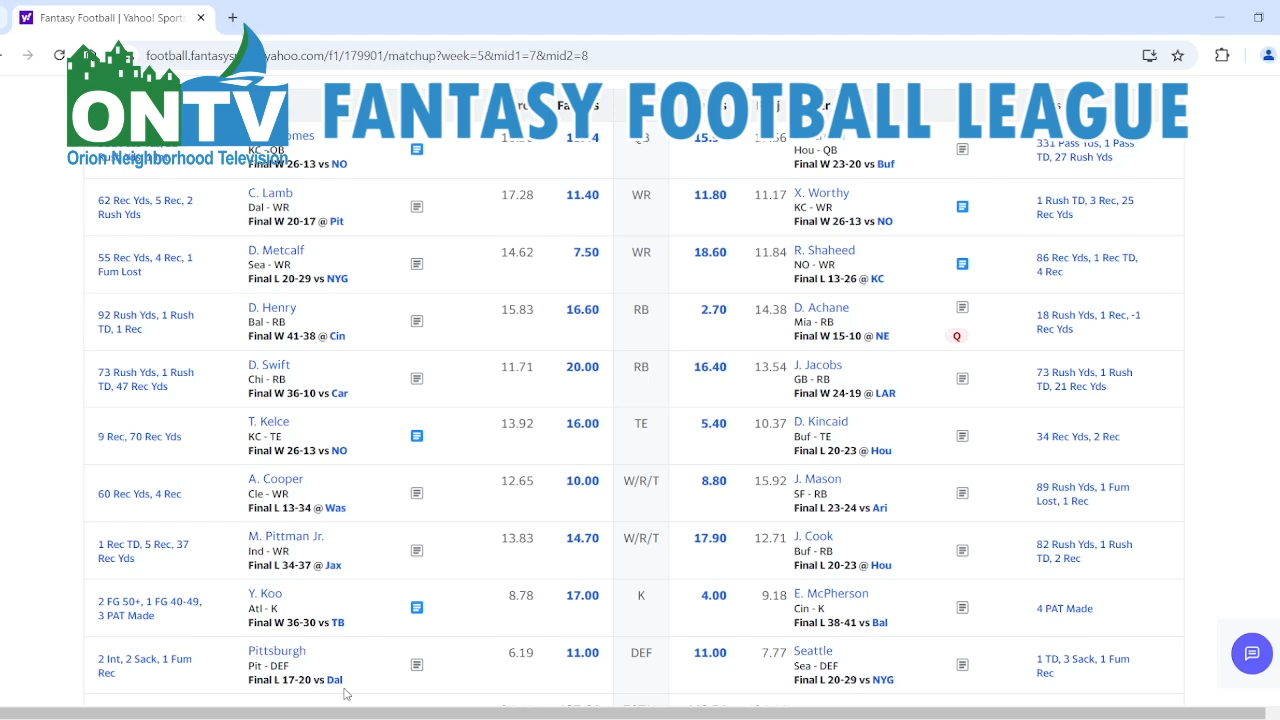 Fantasy Football | Yahoo! Sport
football.fantasys yahoo.com/f1/179901/matchup?week=5&mid1=7&mid2=8
ONTV FANTASY FOOTBALL LEAGUE
Orion Neighborhood Television
KC - QB Hou - QB 331 Pass Yds, 1 Pass
Final W 26-13 vs NO Final W 23-20 vs Buf TD, 27 Rush Yds
62 Rec Yds, 5 Rec, 2 C. Lamb 17.28 11.40 WR 11.80 11.17 X. Worthy 1 Rush TD, 3 Rec, 25
Rush Yds Dal - WR KC - WR Rec Yds
Final W 20-17 @ Pit Final W 26-13 vs NO
55 Rec Yds, 4 Rec, 1 D. Metcalf 14.62 7.50 WR 18.60 11.84 R. Shaheed 86 Rec Yds, 1 Rec TD,
Fum Lost Sea - WR NO - WR 4 Rec
Final L 20-29 vs NYG Final L 13-26 @ KC
92 Rush Yds, 1 Rush D. Henry 15.83 16.60 RB 2.70 14.38 D. Achane 18 Rush Yds, 1 Rec, -1
TD, 1 Rec Bal - RB Mia - RB Rec Yds
Final W 41-38 @ Cin Final W 15-10 @ NE Q
73 Rush Yds, 1 Rush D. Swift 11.71 20.00 RB 16.40 13.54 J. Jacobs 73 Rush Yds, 1 Rush
TD, 47 Rec Yds Chi - RB GB - RB TD, 21 Rec Yds
Final W 36-10 vs Car Final W 24-19 @ LAR
9 Rec, 70 Rec Yds T. Kelce 13.92 16.00 TE 5.40 10.37 D. Kincaid 34 Rec Yds, 2 Rec
KC - TE Buf - TE
Final W 26-13 vs NO Final L 20-23 @ Hou
60 Rec Yds, 4 Rec A. Cooper 12.65 10.00 W/R/T 8.80 15.92 J. Mason 89 Rush Yds, 1 Fum
Cle - WR SF - RB Lost, 1 Rec
Final L 13-34 @ Was Final L 23-24 vs Ari
1 Rec TD, 5 Rec, 37 M. Pittman Jr. 13.83 14.70 W/R/T 17.90 12.71 J. Cook 82 Rush Yds, 1 Rush
Rec Yds Ind - WR Buf - RB TD, 2 Rec
Final L 34-37 @ Jax Final L 20-23 @ Hou
2 FG 50+, 1 FG 40-49, Y. Koo 8.78 17.00 K 4.00 9.18 E. McPherson 4 PAT Made
3 PAT Made Atl - K Cin - K
Final W 36-30 vs TB Final L 38-41 vs Bal
2 Int, 2 Sack, 1 Fum Pittsburgh 6.19 11.00 DEF 11.00 7.77 Seattle 1 TD, 3 Sack, 1 Fum
Rec Pit - DEF Sea - DEF Rec
Final L 17-20 vs Dal Final L 20-29 vs NYG